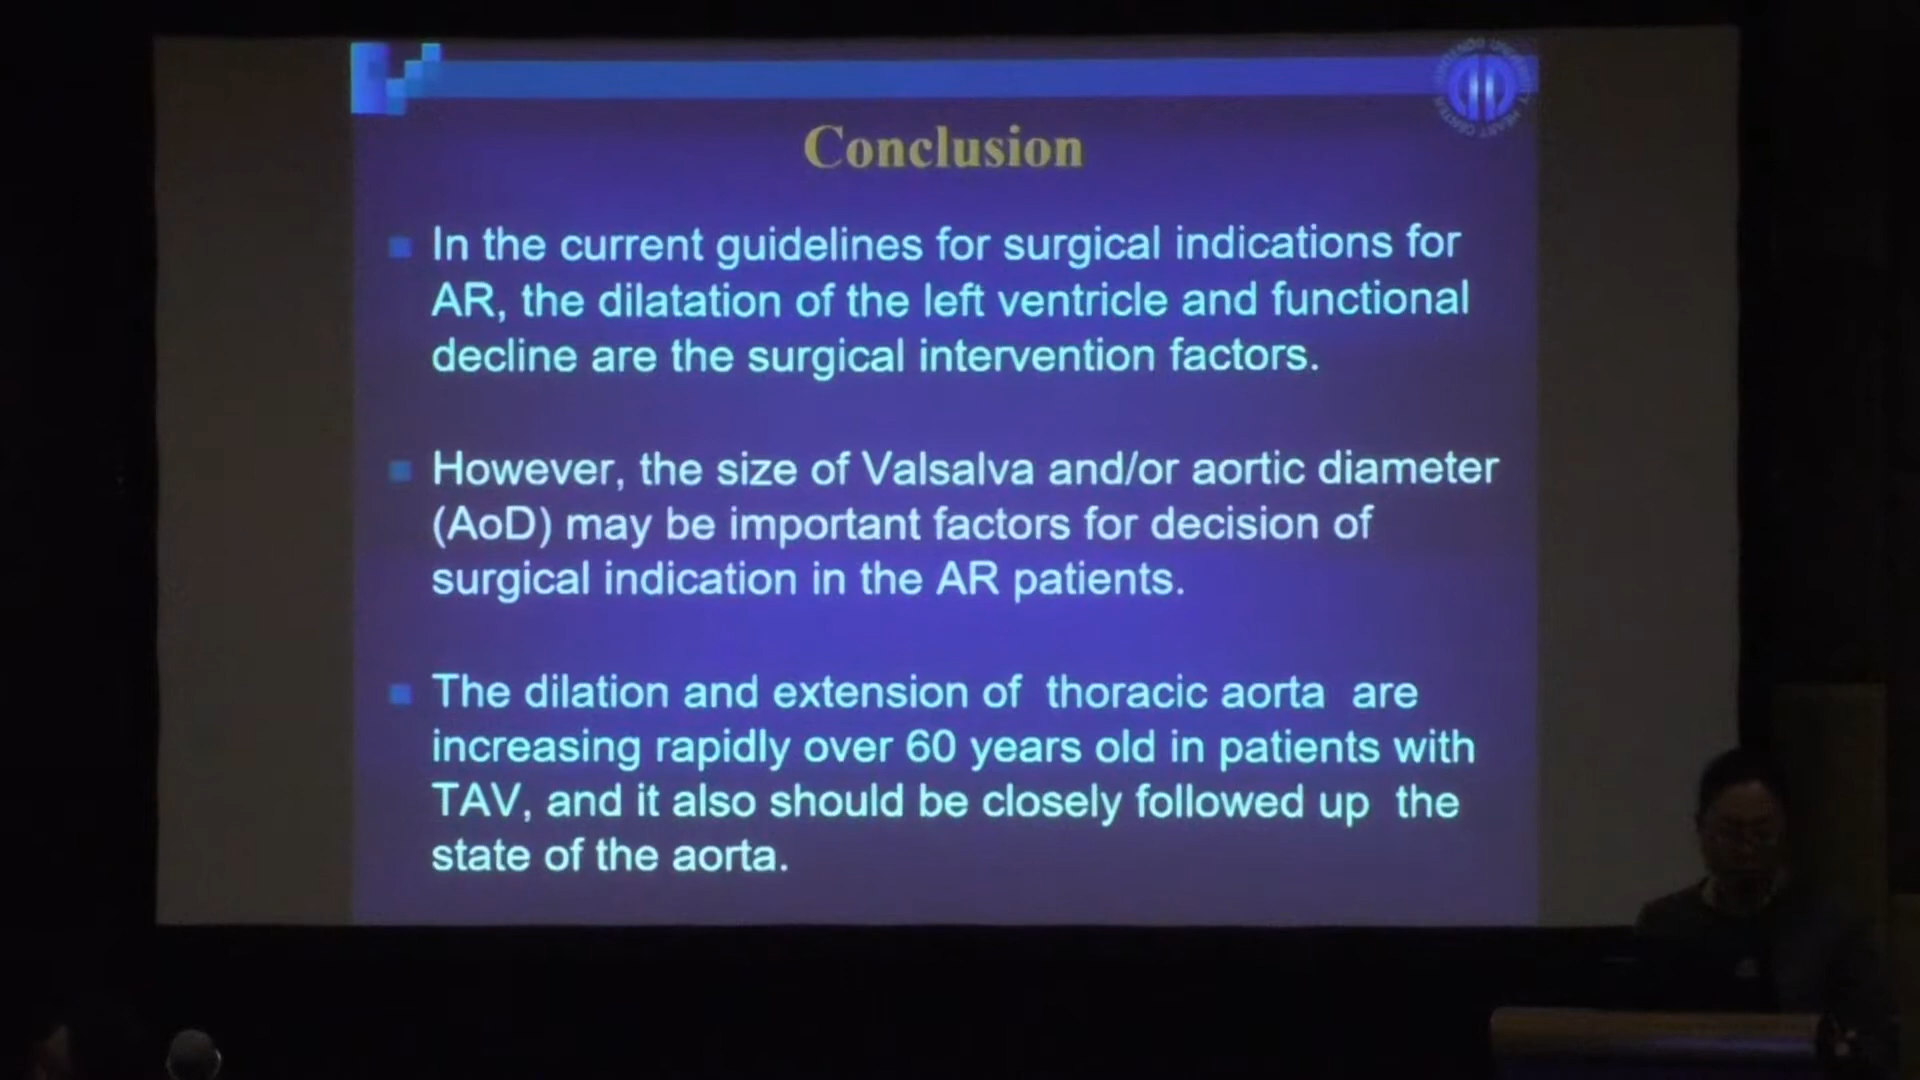 Conclusion
In the current guidelines for surgical indications for
AR, the dilatation of the left ventricle and functional
decline are the surgical intervention factors.
However, the size of Valsalva and/or aortic diameter
(AoD) may be important factors for decision of
surgical indication in the AR patients.
The dilation and extension of thoracic aorta are
increasing rapidly over 60 years old in patients with
TAV, and it also should be closely followed up the
state of the aorta.
HEART CENTER